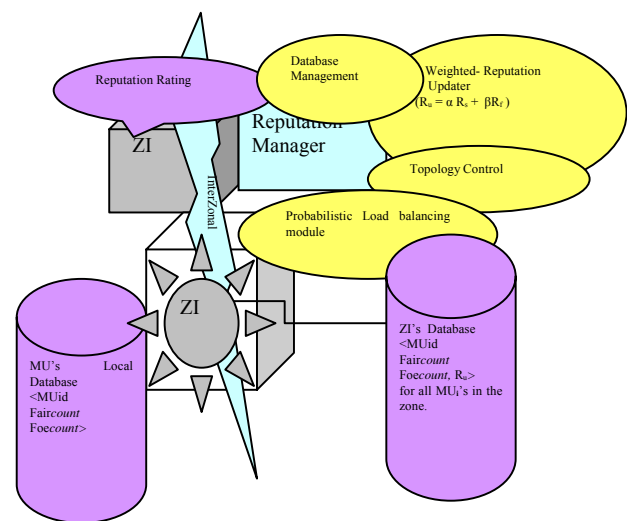 Reputation Rating
Database
Management
Weighted- Reputation
Updater
(Rᵤ = α Rₛ + βR_f )
ZI
Reputation
Manager
InterZonal
Topology Control
Probabilistic Load balancing
module
ZI
MU's Local
Database
<MUid
Faircount
Foecount>
ZI's Database
<MUid
Faircount
Foecount, Rᵤ>
for all MUᵢ's in the
zone.